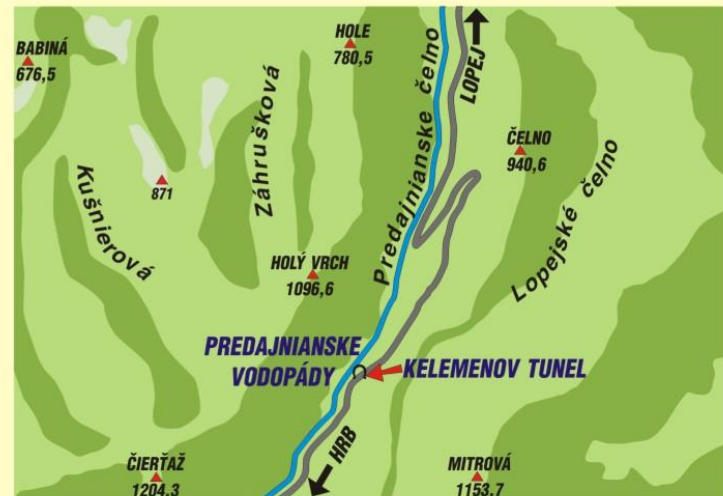 BABINÁ
676,5
HOLE
780,5
LOPEJ
Predajnianske čelno
Záhrušková
ČELNO
940,6
871
Kušnierová
Lopejské čelno
HOLÝ VRCH
1096,6
PREDAJNIANSKE
VODOPÁDY
KELEMENOV TUNEL
HRB
ČIERŤAŽ
1204,3
MITROVÁ
1153,7